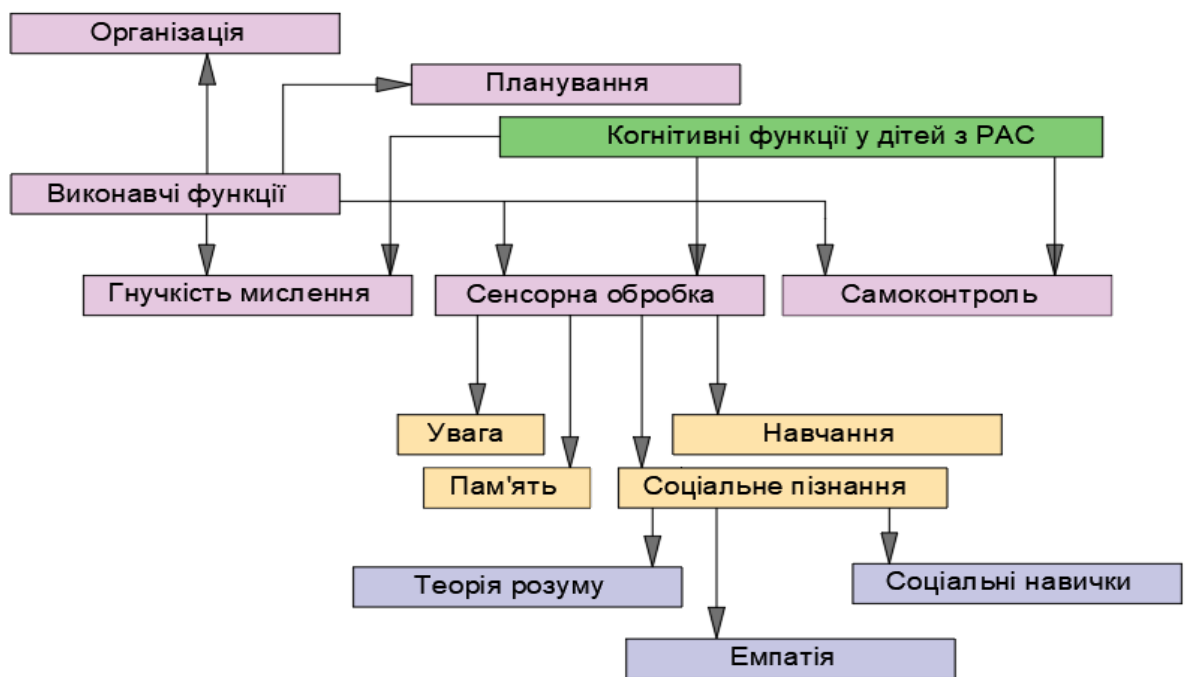 Організація
Планування
Когнітивні функції у дітей з РАС
Виконавчі функції
Гнучкість мислення
Сенсорна обробка
Самоконтроль
Увага
Навчання
Пам'ять
Соціальне пізнання
Теорія розуму
Соціальні навички
Емпатія